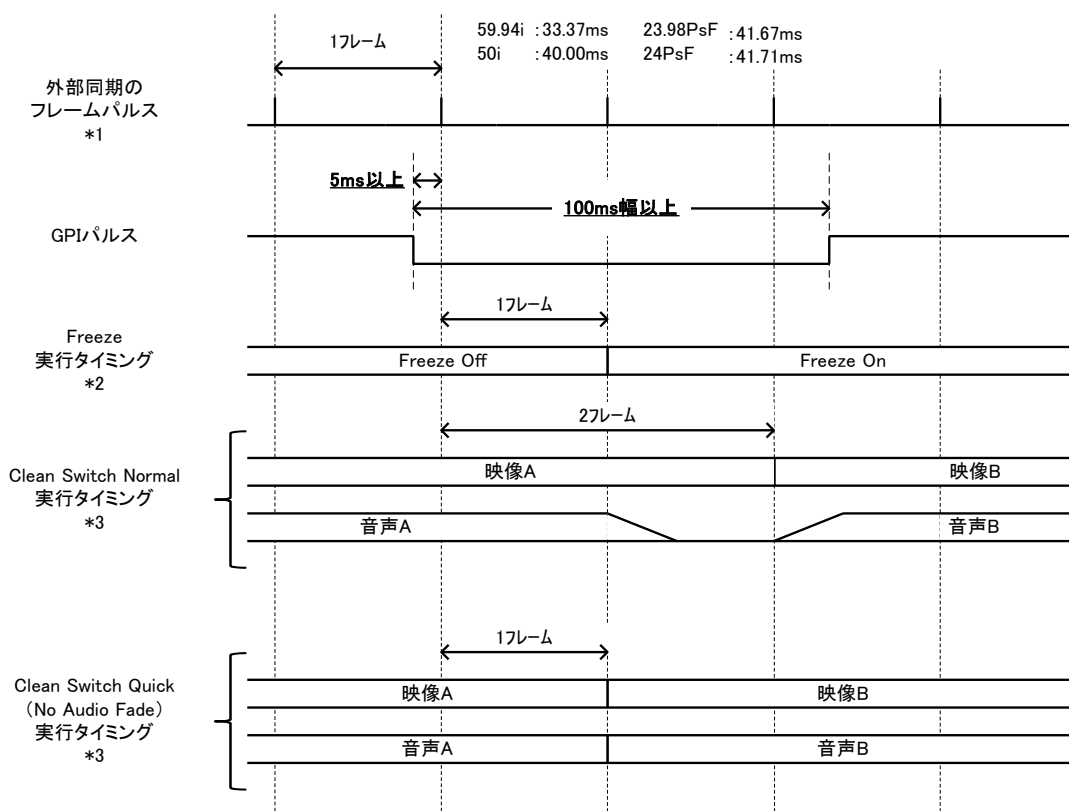 59.94i :33.37ms 23.98PsF :41.67ms
1フレーム
50i :40.00ms 24PsF :41.71ms
外部同期の
フレームパルス
*1
5ms以上
100ms幅以上
GPIパルス
1フレーム
Freeze
実行タイミング
*2
Freeze Off Freeze On
2フレーム
Clean Switch Normal
実行タイミング
*3
映像A 映像B
音声A 音声B
1フレーム
Clean Switch Quick
(No Audio Fade)
実行タイミング
*3
映像A 映像B
音声A 音声B